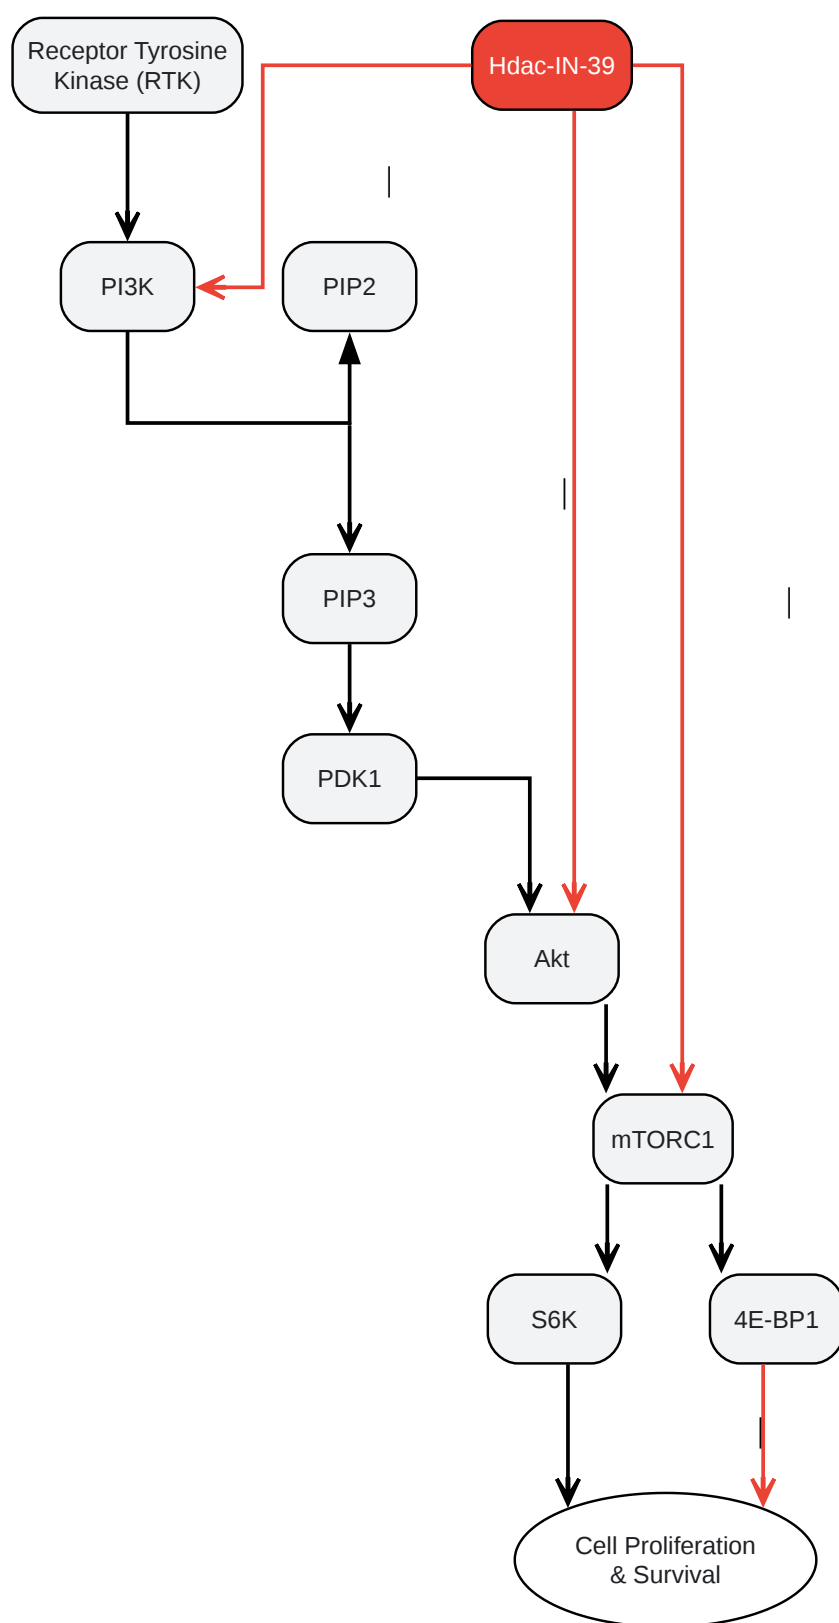 Receptor Tyrosine
Kinase (RTK)
Hdac-IN-39
|
PI3K
PIP2
|
|
PIP3
PDK1
Akt
mTORC1
S6K
4E-BP1
|
Cell Proliferation
& Survival